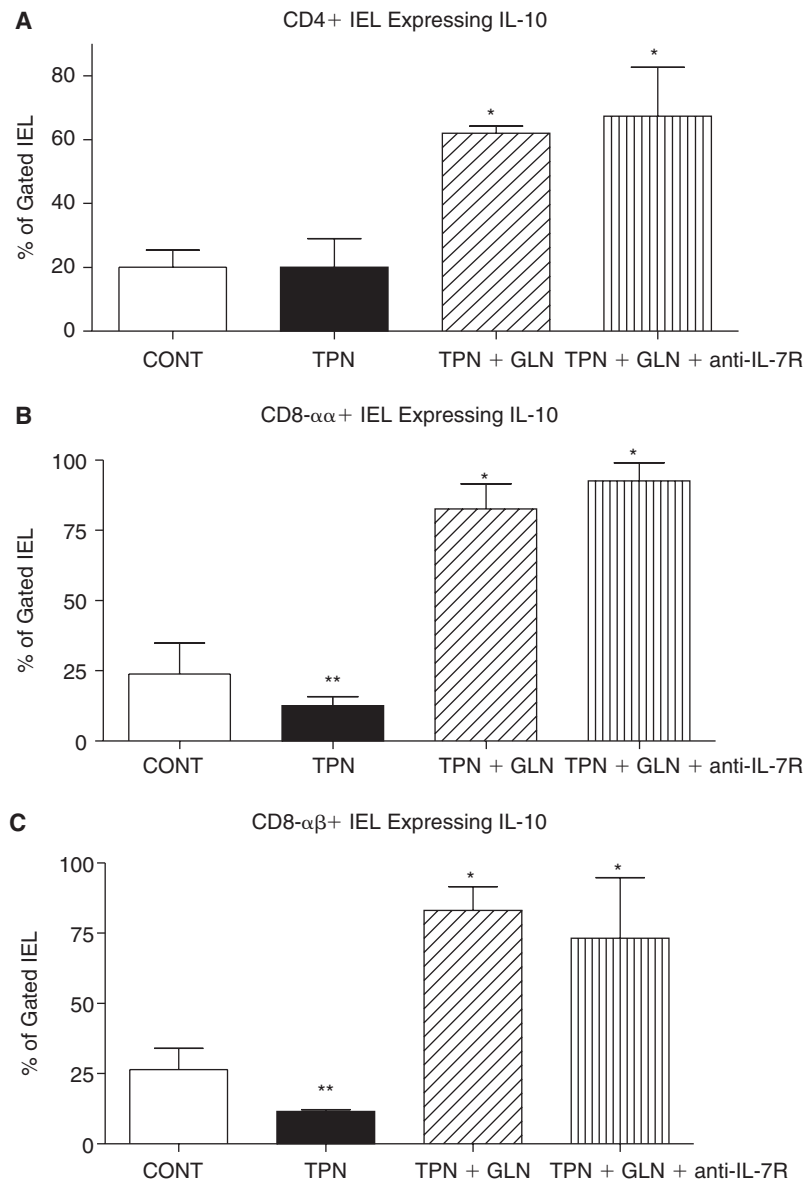 A
CD4+ IEL Expressing IL-10
% of Gated IEL
80
60
40
20
0
*
*
CONT
TPN
TPN + GLN
TPN + GLN + anti-IL-7R
B
CD8-αα+ IEL Expressing IL-10
% of Gated IEL
100
75
50
25
0
**
*
*
CONT
TPN
TPN + GLN
TPN + GLN + anti-IL-7R
C
CD8-αβ+ IEL Expressing IL-10
% of Gated IEL
100
75
50
25
0
**
*
*
CONT
TPN
TPN + GLN
TPN + GLN + anti-IL-7R